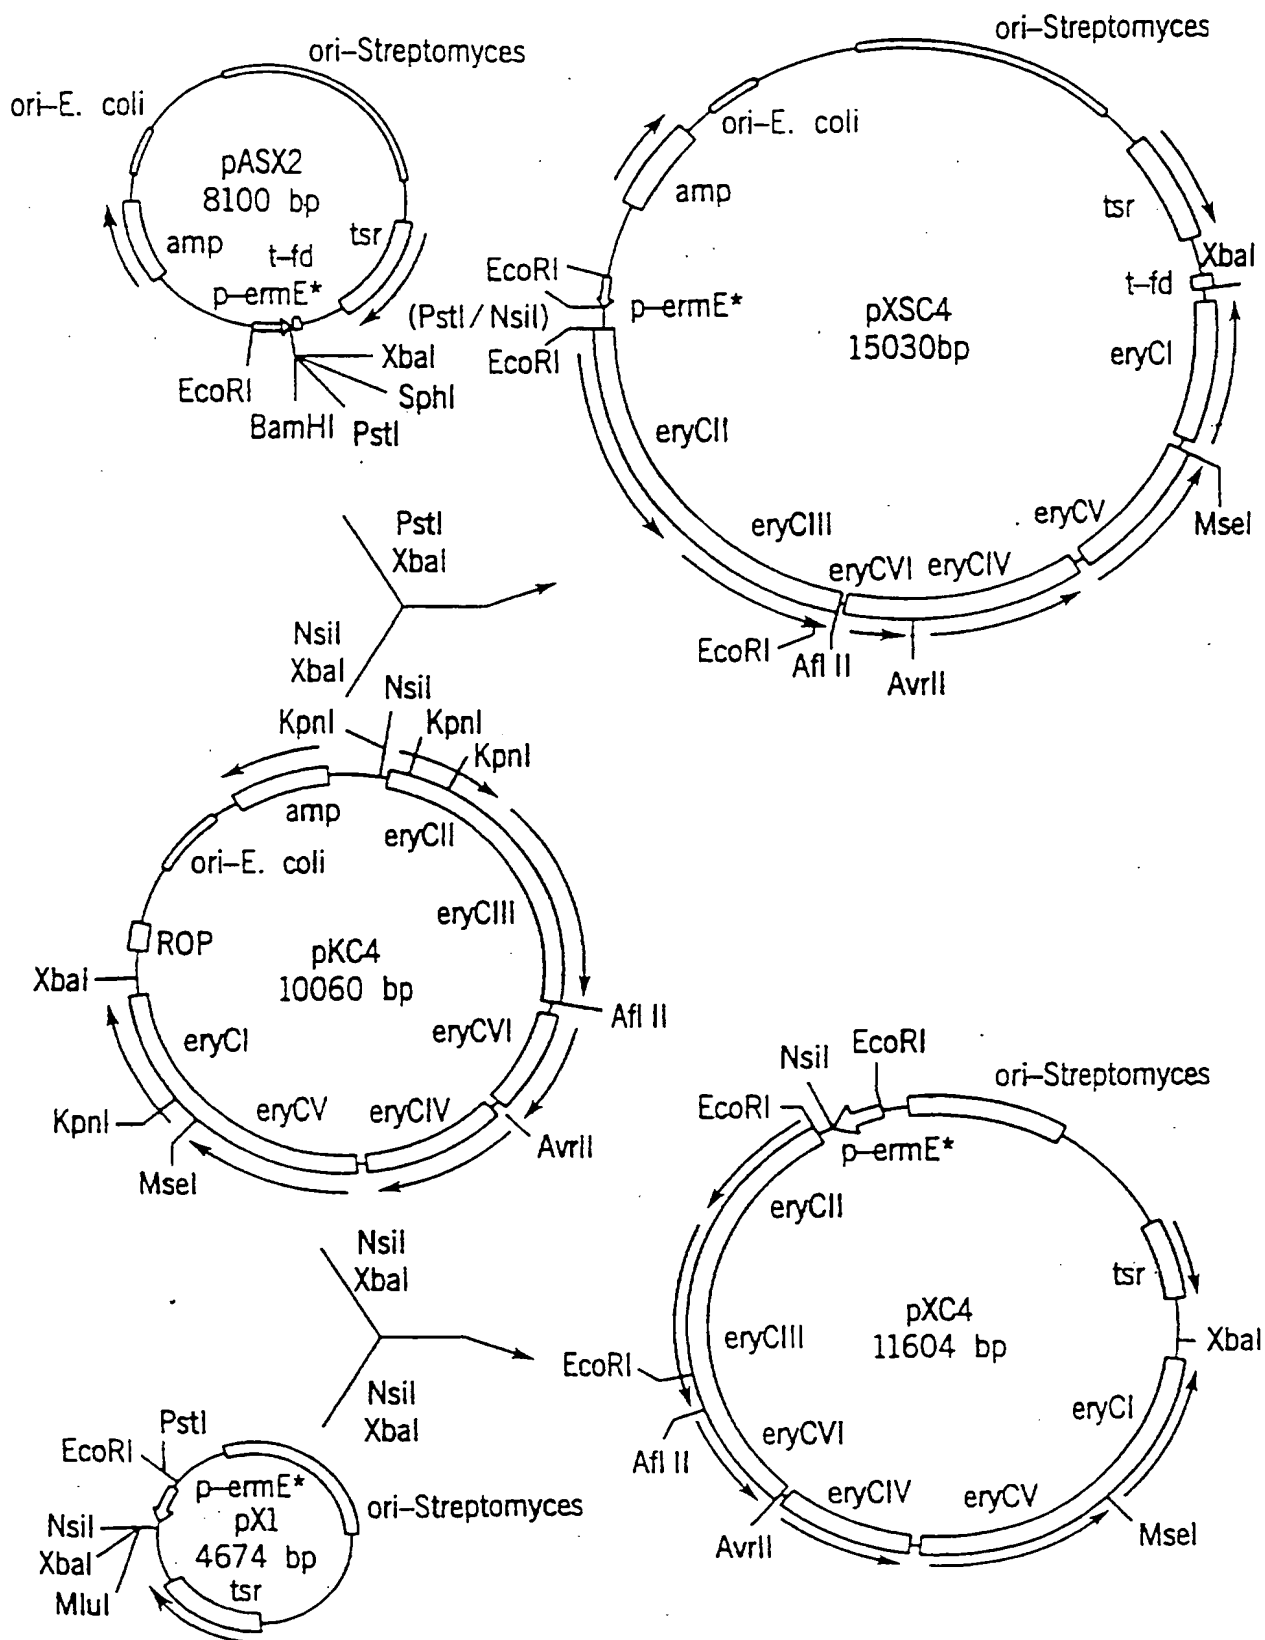 ori–Streptomyces
ori–E. coli
pASX2
8100 bp
amp
t–fd
tsr
p–ermE*
EcoRI
BamHI
PstI
SphI
XbaI
ori–Streptomyces
ori–E. coli
amp
tsr
EcoRI
p–ermE*
(PstI/NsiI)
EcoRI
pXSC4
15030bp
XbaI
t–fd
eryCI
eryCII
eryCIII
eryCVI
eryCIV
eryCV
MseI
EcoRI
Afl II
AvrII
PstI
XbaI
NsiI
XbaI
NsiI
KpnI
KpnI
KpnI
amp
eryCII
ori–E. coli
eryCIII
ROP
pKC4
10060 bp
XbaI
Afl II
eryCVI
eryCI
eryCV
eryCIV
KpnI
MseI
AvrII
NsiI
XbaI
NsiI
XbaI
NsiI
EcoRI
ori–Streptomyces
EcoRI
p–ermE*
eryCII
tsr
pXC4
11604 bp
XbaI
eryCIII
EcoRI
eryCI
Afl II
eryCVI
eryCIV
eryCV
AvrII
MseI
PstI
EcoRI
p–ermE*
ori–Streptomyces
pX1
4674 bp
NsiI
XbaI
MluI
tsr